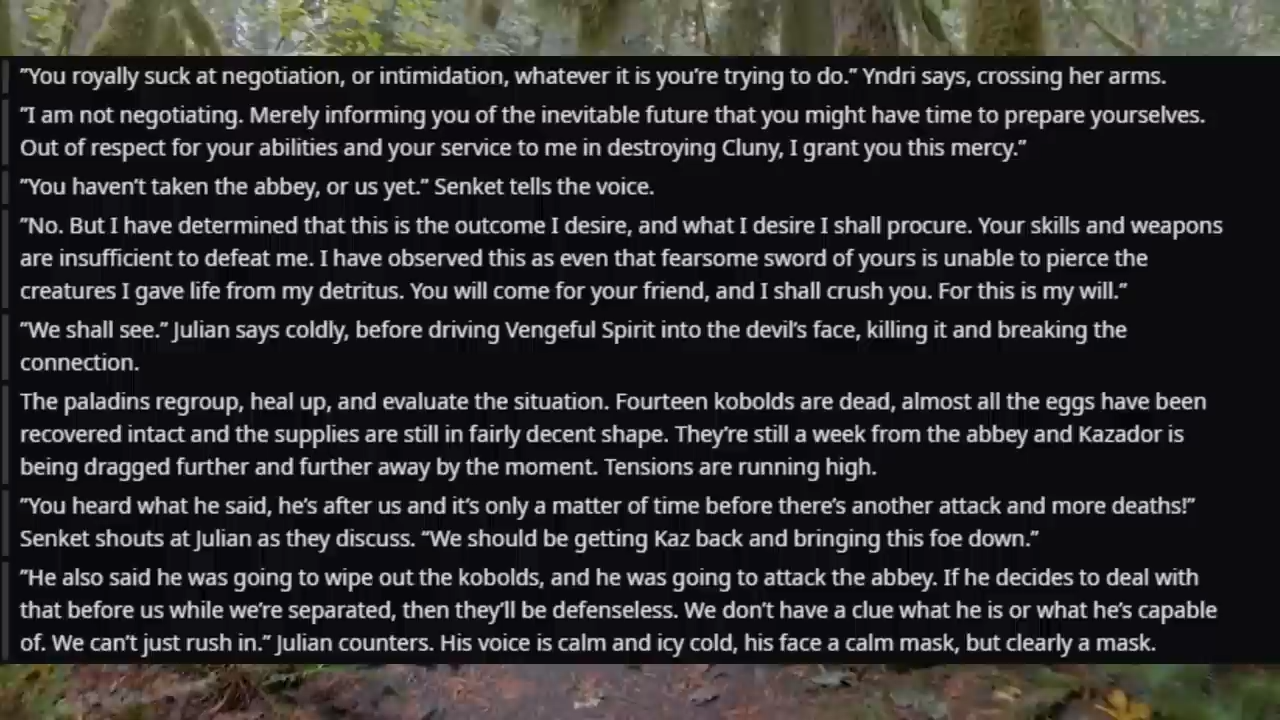 ”You royally suck at negotiation, or intimidation, whatever it is you’re trying to do.” Yndri says, crossing her arms.
”I am not negotiating. Merely informing you of the inevitable future that you might have time to prepare yourselves.
Out of respect for your abilities and your service to me in destroying Cluny, I grant you this mercy.”
”You haven’t taken the abbey, or us yet.” Senket tells the voice.
”No. But I have determined that this is the outcome I desire, and what I desire I shall procure. Your skills and weapons
are insufficient to defeat me. I have observed this as even that fearsome sword of yours is unable to pierce the
creatures I gave life from my detritus. You will come for your friend, and I shall crush you. For this is my will.”
”We shall see.” Julian says coldly, before driving Vengeful Spirit into the devil’s face, killing it and breaking the
connection.
The paladins regroup, heal up, and evaluate the situation. Fourteen kobolds are dead, almost all the eggs have been
recovered intact and the supplies are still in fairly decent shape. They’re still a week from the abbey and Kazador is
being dragged further and further away by the moment. Tensions are running high.
”You heard what he said, he’s after us and it’s only a matter of time before there’s another attack and more deaths!”
Senket shouts at Julian as they discuss. “We should be getting Kaz back and bringing this foe down.”
”He also said he was going to wipe out the kobolds, and he was going to attack the abbey. If he decides to deal with
that before us while we’re separated, then they’ll be defenseless. We don’t have a clue what he is or what he’s capable
of. We can’t just rush in.” Julian counters. His voice is calm and icy cold, his face a calm mask, but clearly a mask.